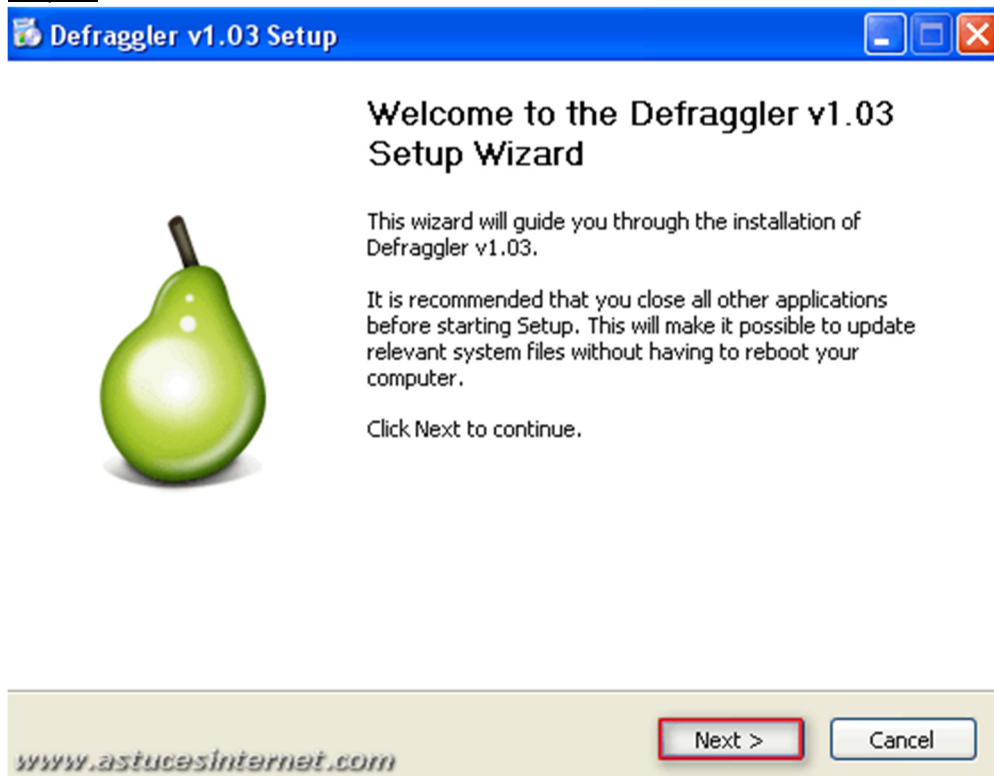 Defraggler v1.03 Setup
Welcome to the Defraggler v1.03
Setup Wizard
This wizard will guide you through the installation of
Defraggler v1.03.
It is recommended that you close all other applications
before starting Setup. This will make it possible to update
relevant system files without having to reboot your
computer.
Click Next to continue.
Next >
Cancel
www.astucesinternet.com